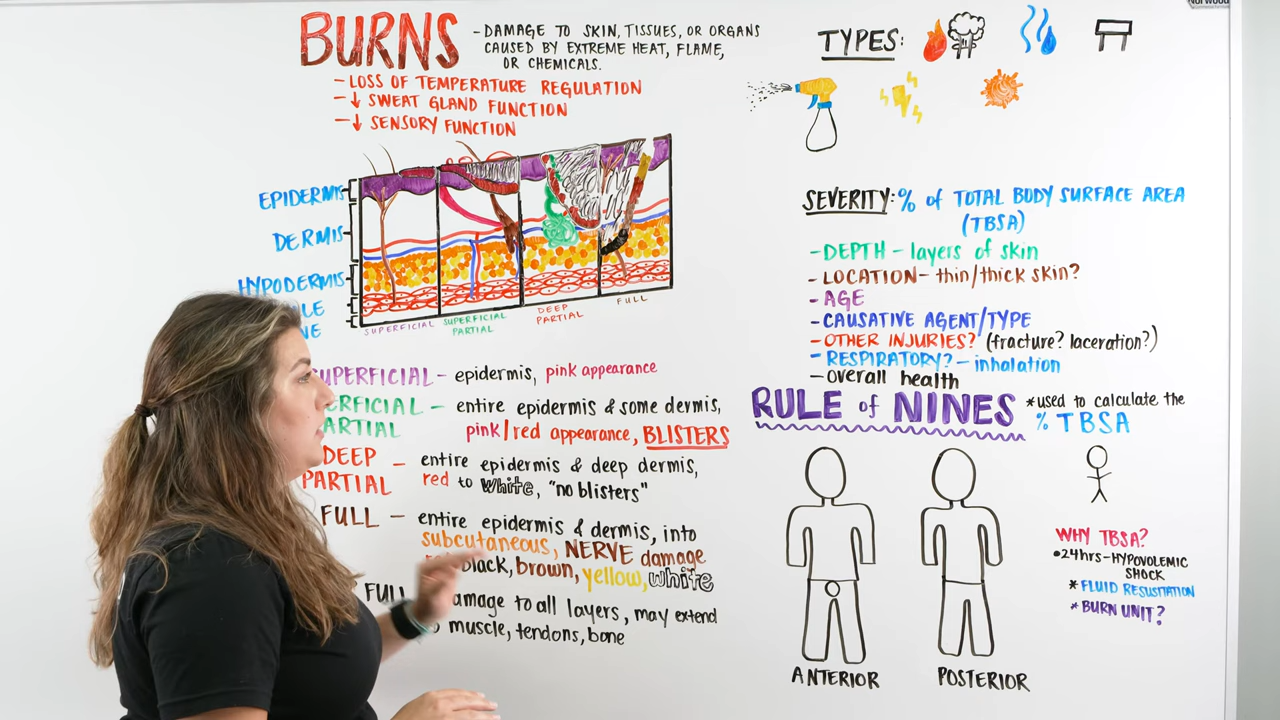 Norwood
BURNS
- DAMAGE TO SKIN, TISSUES, OR ORGANS
CAUSED BY EXTREME HEAT, FLAME,
OR CHEMICALS.
- LOSS OF TEMPERATURE REGULATION
- ↓ SWEAT GLAND FUNCTION
- ↓ SENSORY FUNCTION
EPIDERMIS
DERMIS
HYPODERMIS
SUPERFICIAL
SUPERFICIAL
PARTIAL
DEEP
PARTIAL
FULL
SUPERFICIAL - epidermis, pink appearance
- entire epidermis & some dermis,
pink/red appearance, BLISTERS
DEEP
PARTIAL
- entire epidermis & deep dermis,
red to white, "no blisters"
FULL - entire epidermis & dermis, into
subcutaneous, NERVE damage
black, brown, yellow, white
FULL damage to all layers, may extend
muscle, tendons, bone
TYPES:
SEVERITY: % of TOTAL BODY SURFACE AREA
(TBSA)
- DEPTH - layers of skin
- LOCATION - thin/thick skin?
- AGE
- CAUSATIVE AGENT/TYPE
- OTHER INJURIES? (fracture? laceration?)
- RESPIRATORY? - inhalation
- overall health
RULE of NINES
*used to calculate the
% TBSA
ANTERIOR
POSTERIOR
WHY TBSA?
• 24hrs - HYPOVOLEMIC
SHOCK
* FLUID RESUSITATION
* BURN UNIT?